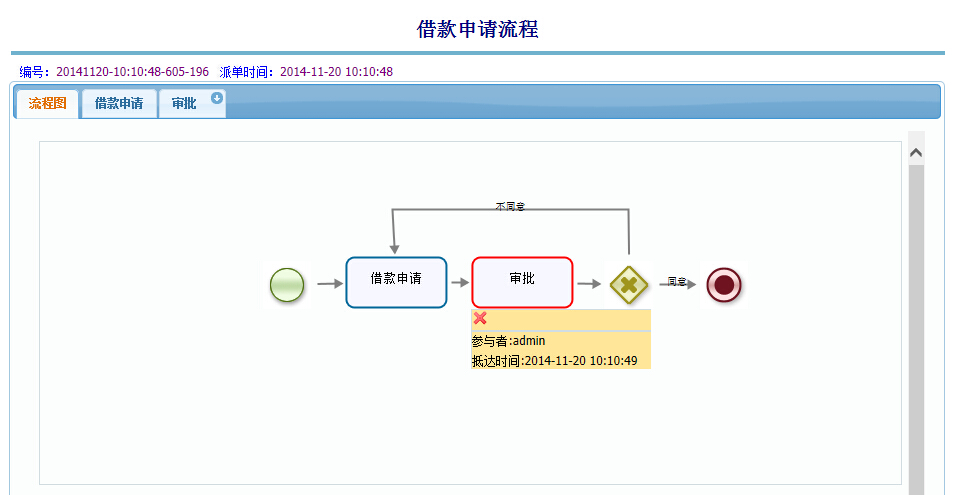 借款申请流程
编号：20141120-10:10:48-605-196 派单时间：2014-11-20 10:10:48
流程图 借款申请 审批
不同意
借款申请 审批 同意
参与者:admin
抵达时间:2014-11-20 10:10:49